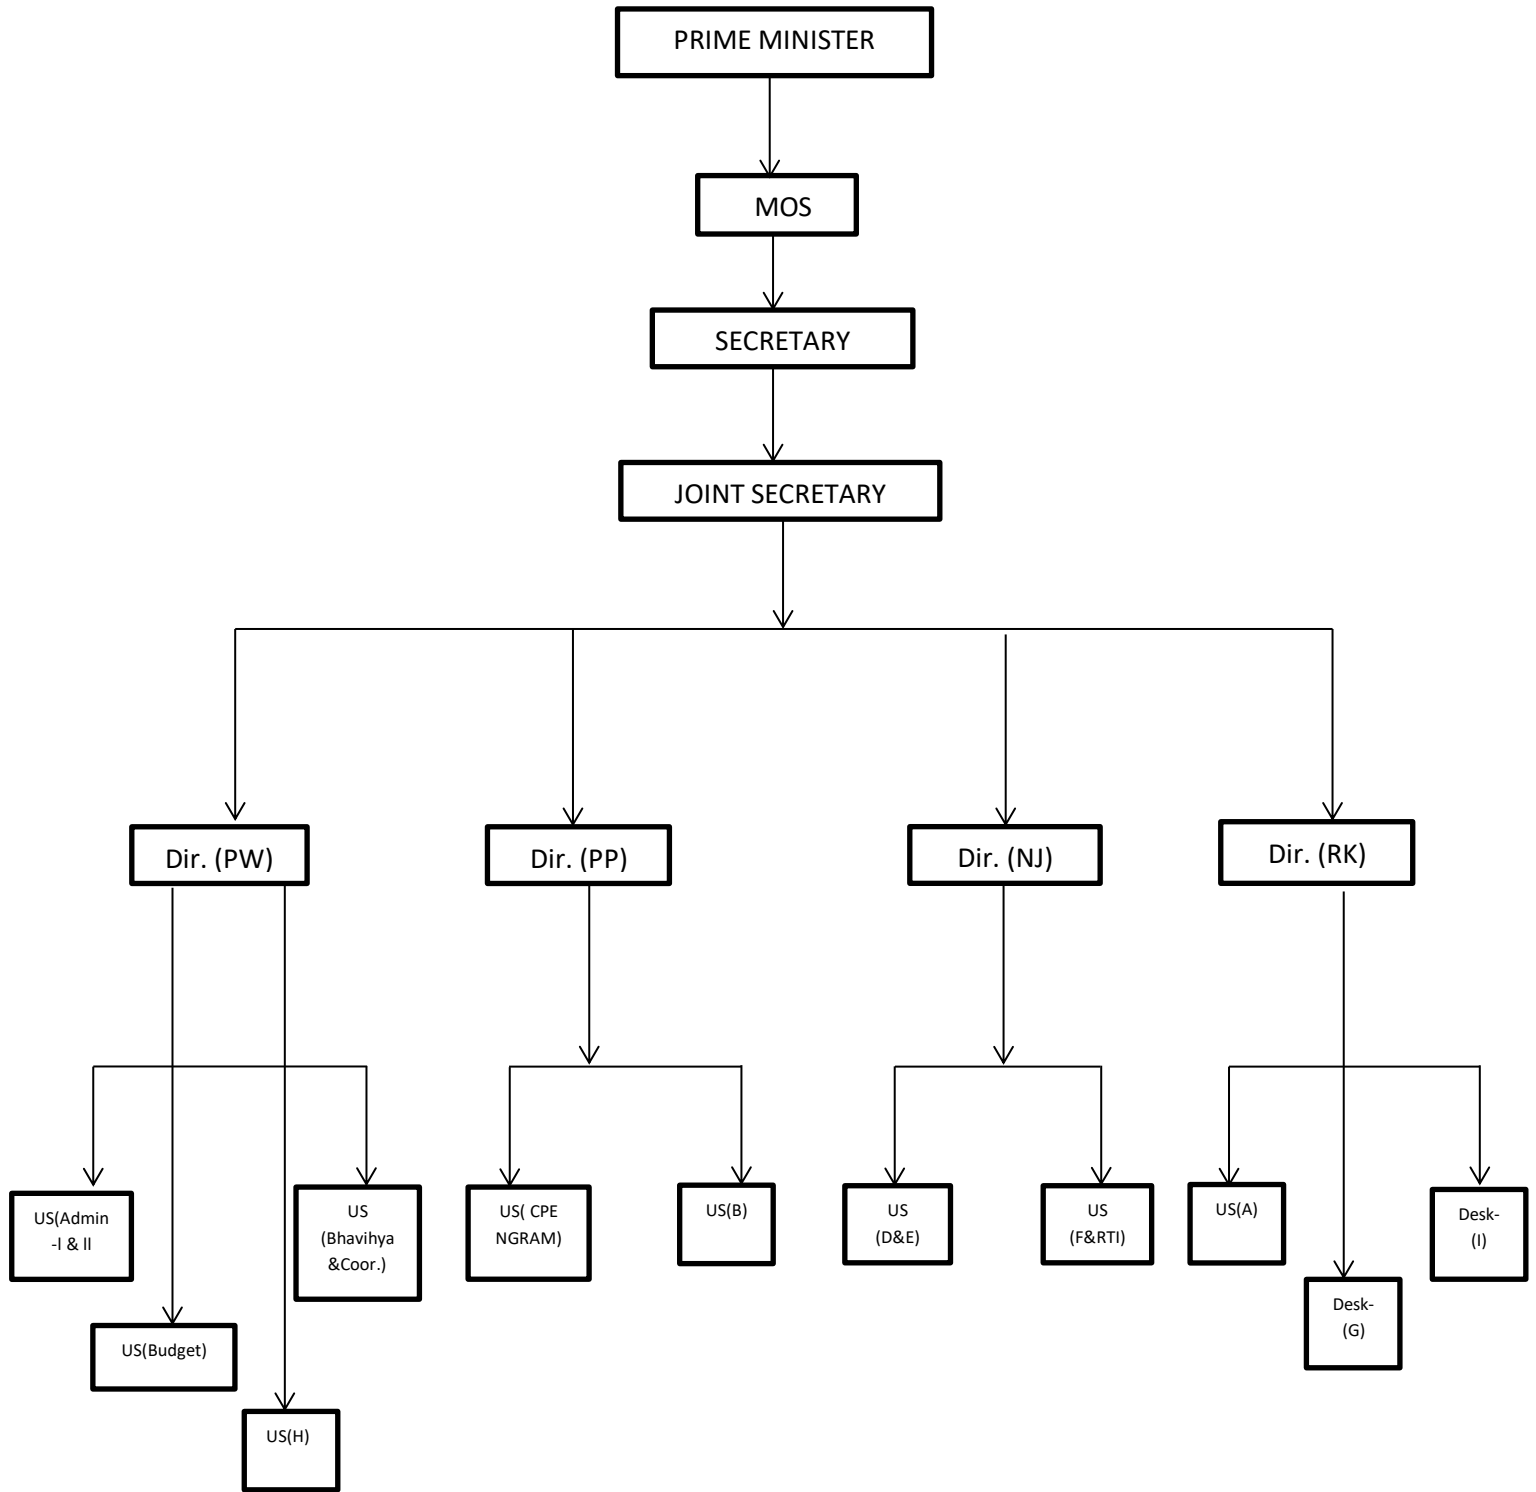 PRIME MINISTER
MOS
SECRETARY
JOINT SECRETARY
Dir. (PW)
Dir. (PP)
Dir. (NJ)
Dir. (RK)
US(Admin
-I & II
US
(Bhavihya
&Coor.)
US( CPE
NGRAM)
US(B)
US
(D&E)
US
(F&RTI)
US(A)
Desk-
(I)
US(Budget)
Desk-
(G)
US(H)